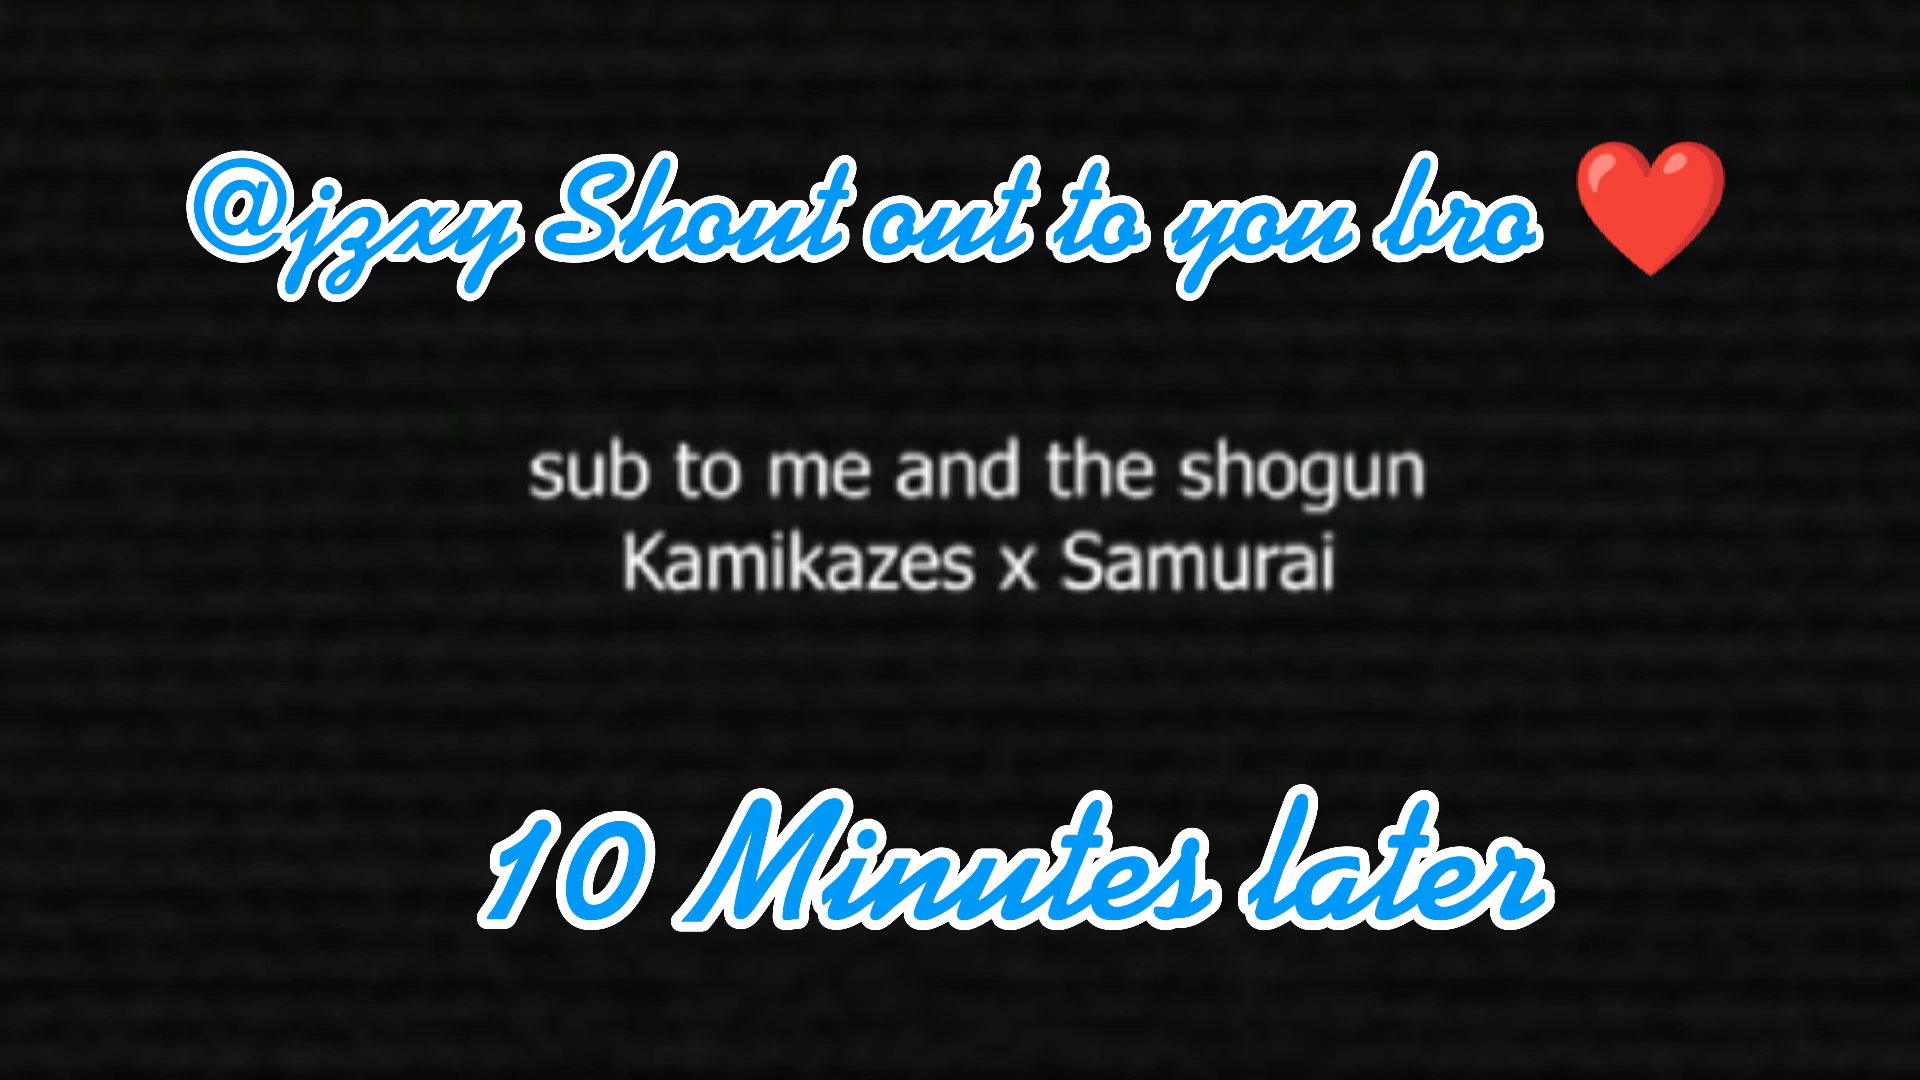 @jzxy Shout out to you bro ❤️
sub to me and the shogun
Kamikazes x Samurai
10 Minutes later